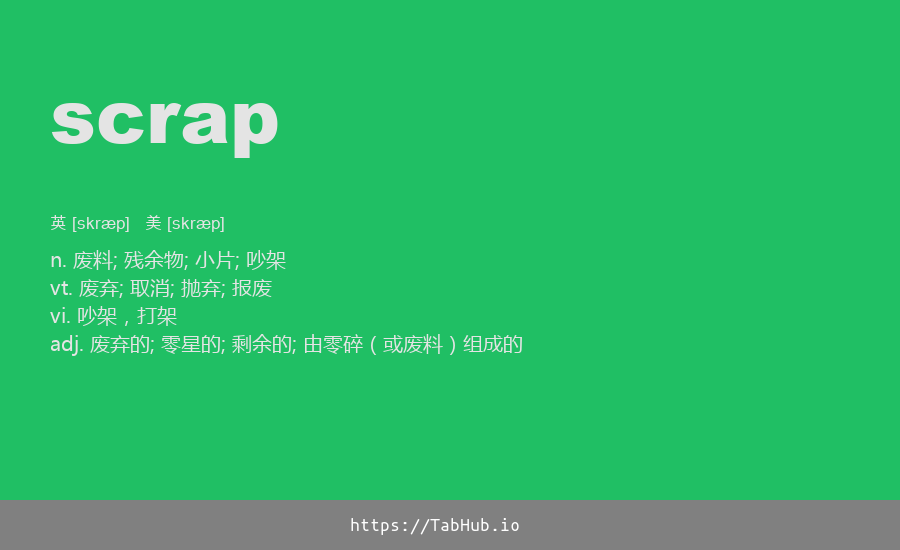 scrap
英 [skræp] 美 [skræp]
n. 废料; 残余物; 小片; 吵架
vt. 废弃; 取消; 抛弃; 报废
vi. 吵架，打架
adj. 废弃的; 零星的; 剩余的; 由零碎（或废料）组成的
https://TabHub.io